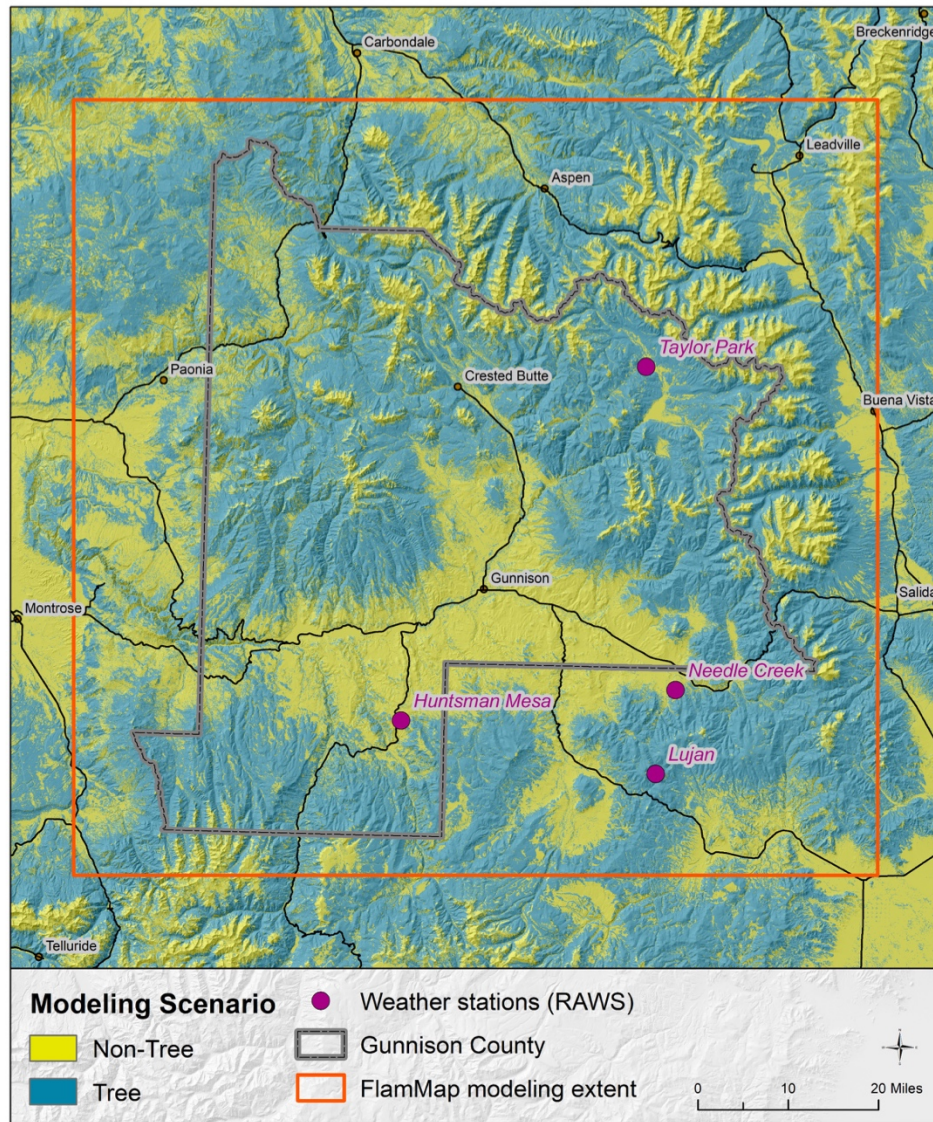 Carbondale
Breckenridge
Leadville
Aspen
Taylor Park
Paonia
Crested Butte
Buena Vista
Gunnison
Montrose
Salida
Needle Creek
Huntsman Mesa
Lujan
Telluride
Modeling Scenario
Non-Tree
Tree
Weather stations (RAWS)
Gunnison County
FlamMap modeling extent
0 10 20 Miles